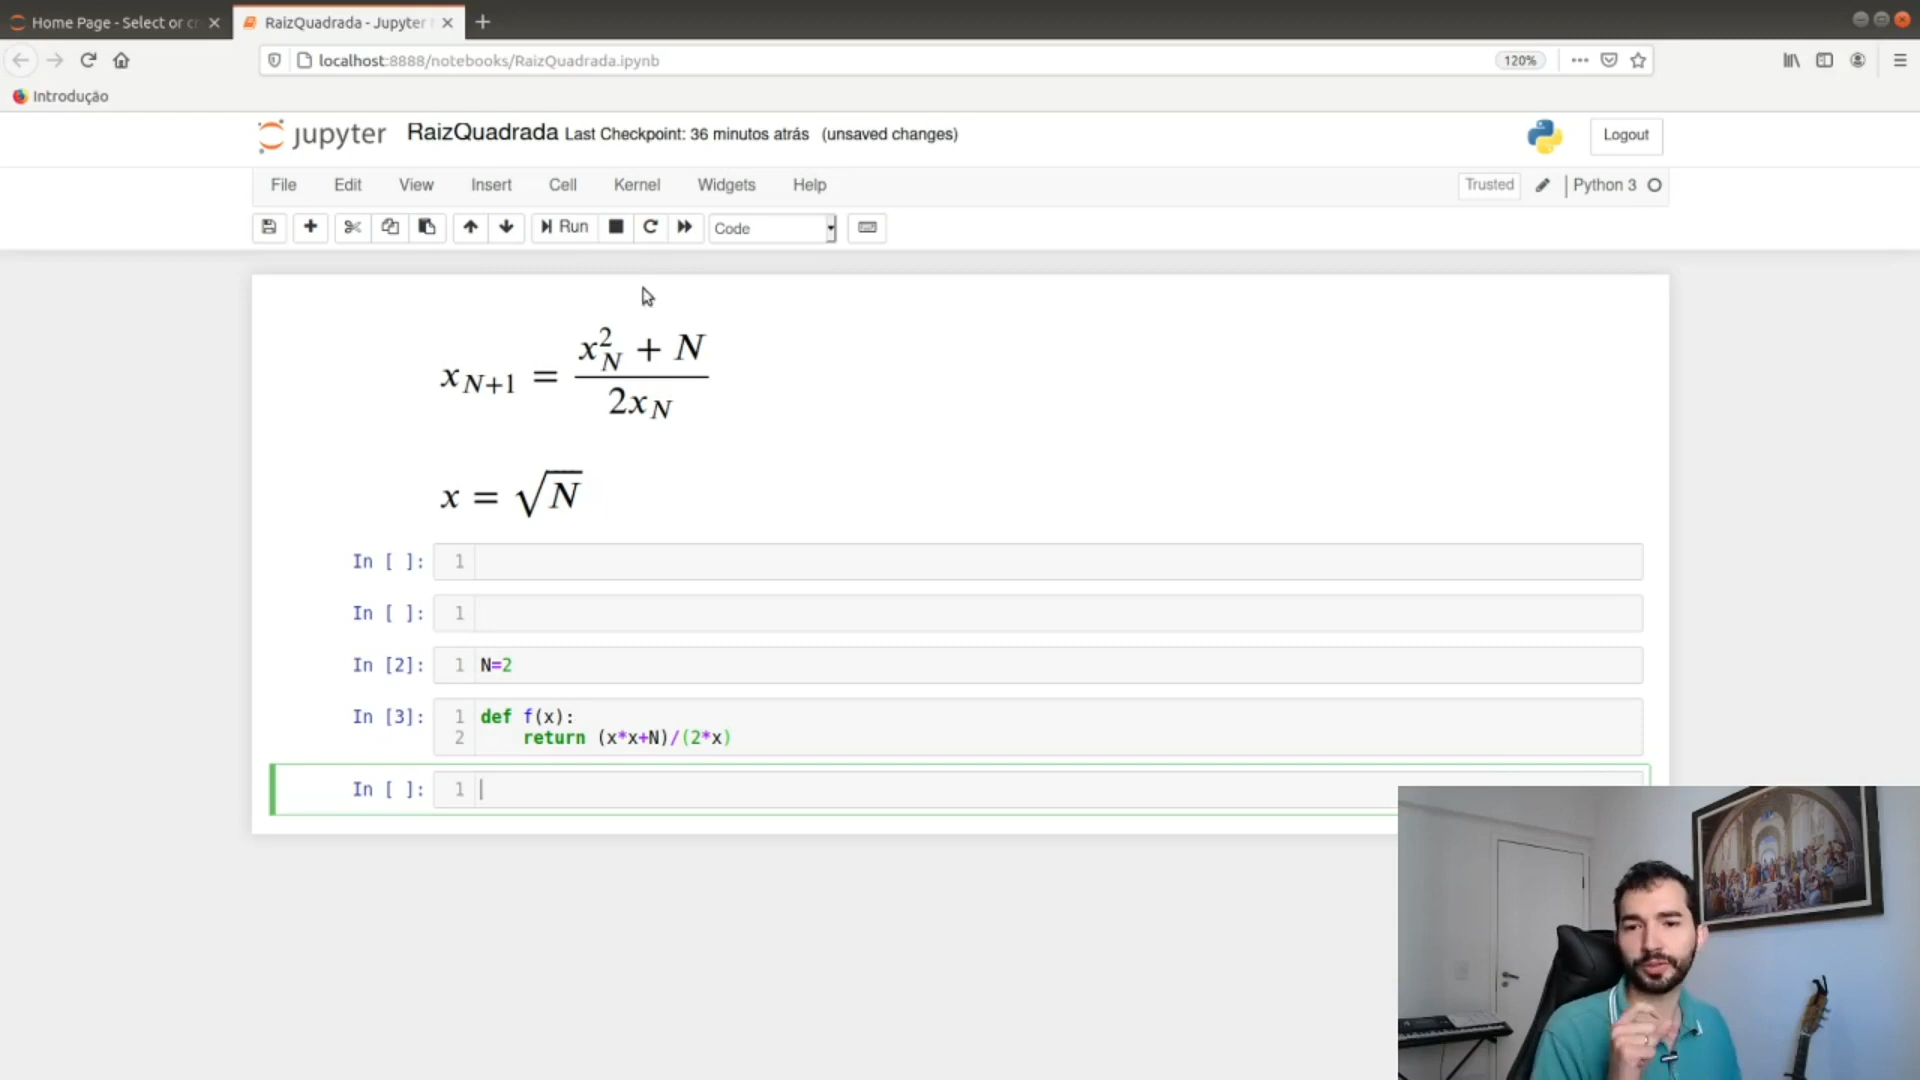 Home Page - Select or cr
RaizQuadrada - Jupyter
localhost:8888/notebooks/RaizQuadrada.ipynb
120%
Introdução
jupyter RaizQuadrada Last Checkpoint: 36 minutos atrás (unsaved changes)
Logout
File Edit View Insert Cell Kernel Widgets Help
Trusted Python 3
Run Code
x_{N+1} = \frac{x_N^2 + N}{2x_N}
x = \sqrt{N}
In [ ]: 1
In [ ]: 1
In [2]: 1 N=2
In [3]: 1 def f(x):
2 return (x*x+N)/(2*x)
In [ ]: 1